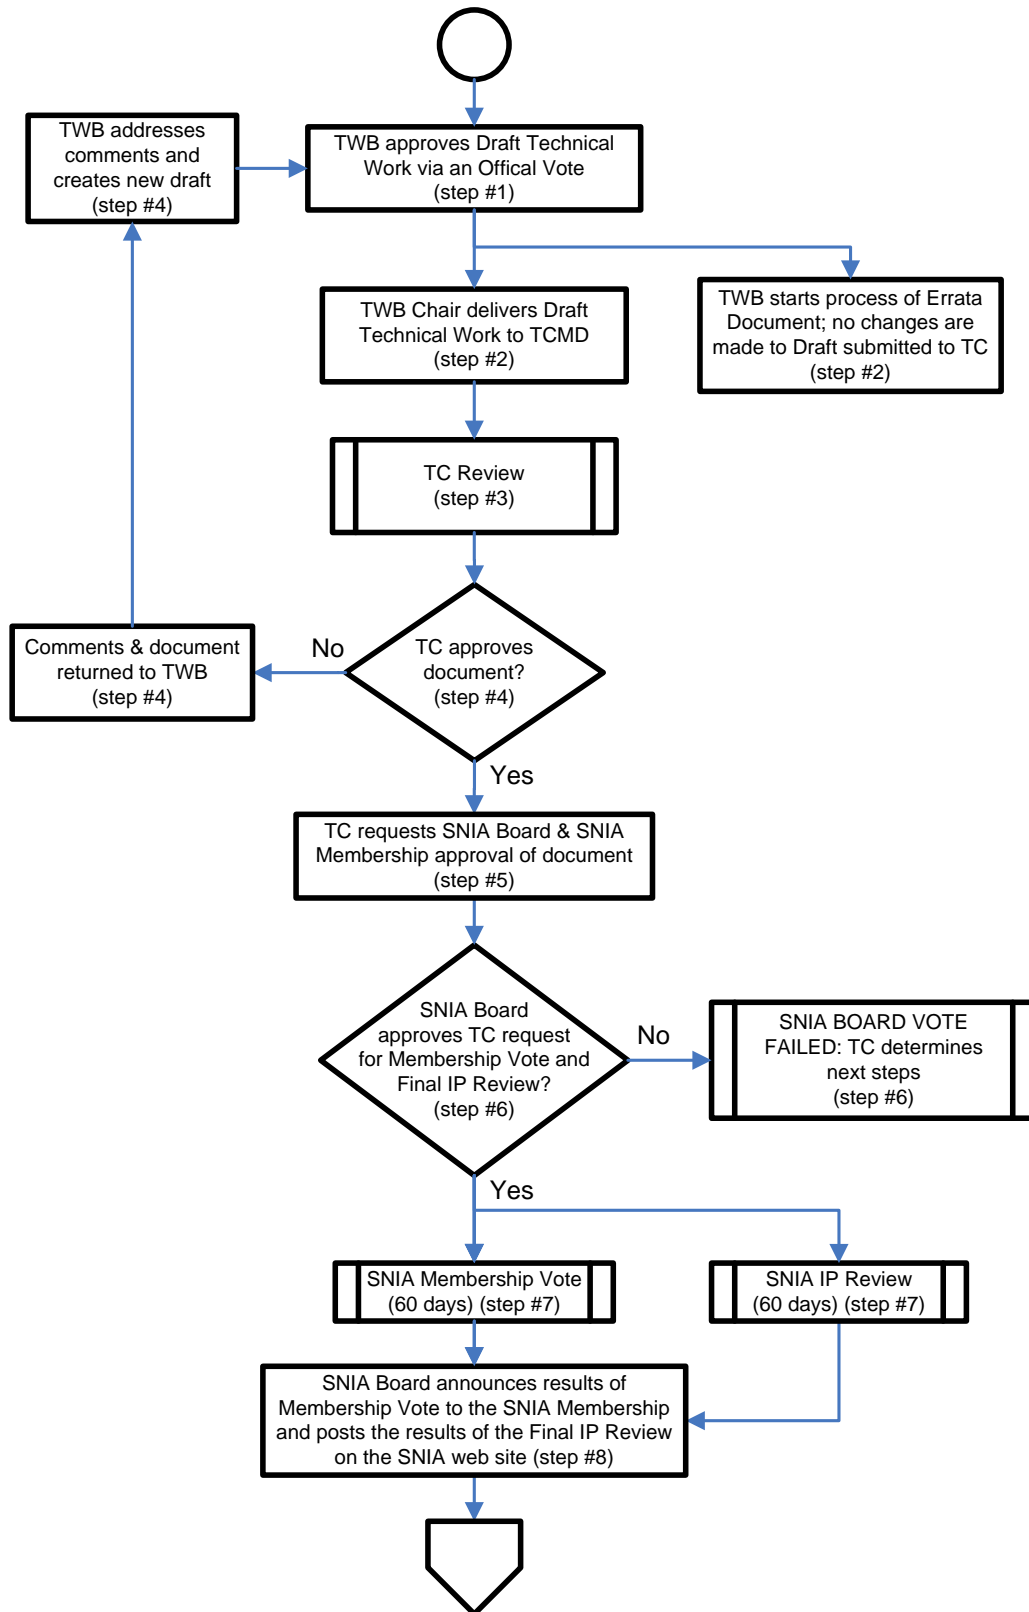 TWB addresses
comments and
creates new draft
(step #4)
TWB approves Draft Technical
Work via an Offical Vote
(step #1)
TWB Chair delivers Draft
Technical Work to TCMD
(step #2)
TWB starts process of Errata
Document; no changes are
made to Draft submitted to TC
(step #2)
TC Review
(step #3)
Comments & document
returned to TWB
(step #4)
No
TC approves
document?
(step #4)
Yes
TC requests SNIA Board & SNIA
Membership approval of document
(step #5)
SNIA Board
approves TC request
for Membership Vote and
Final IP Review?
(step #6)
No
SNIA BOARD VOTE
FAILED: TC determines
next steps
(step #6)
Yes
SNIA Membership Vote
(60 days) (step #7)
SNIA IP Review
(60 days) (step #7)
SNIA Board announces results of
Membership Vote to the SNIA Membership
and posts the results of the Final IP Review
on the SNIA web site (step #8)